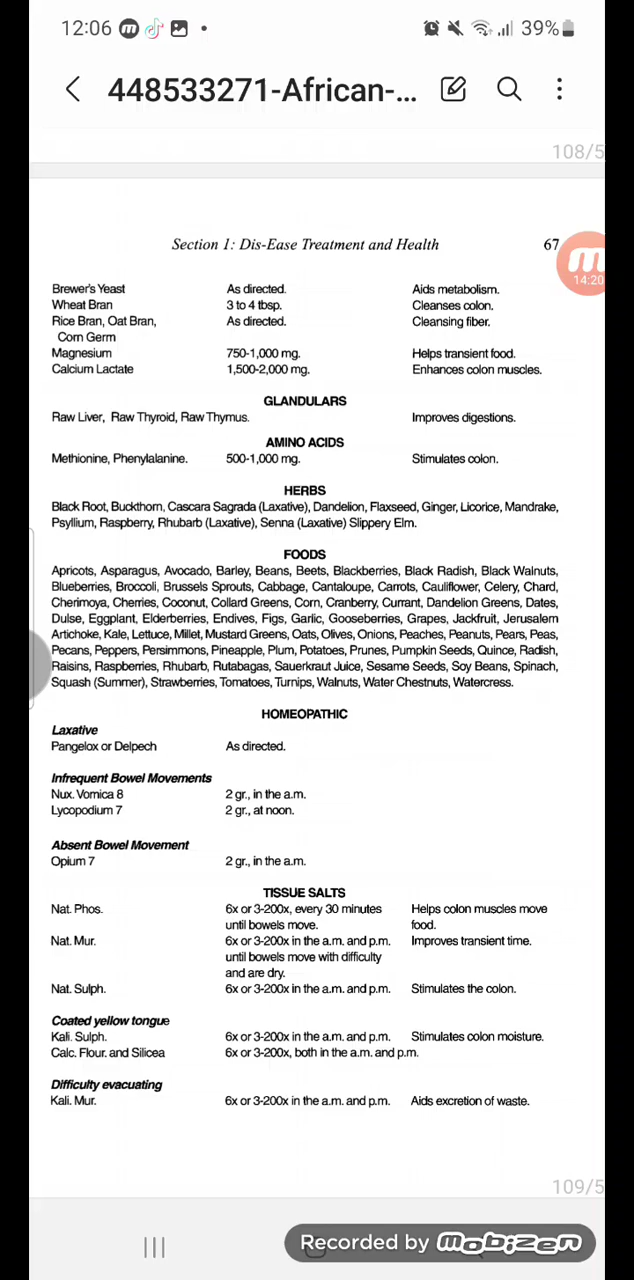 12:06 39%
448533271-African-...
108/5
Section 1: Dis-Ease Treatment and Health 67
14:20
Brewer's Yeast As directed. Aids metabolism.
Wheat Bran 3 to 4 tbsp. Cleanses colon.
Rice Bran, Oat Bran, As directed. Cleansing fiber.
Corn Germ
Magnesium 750-1,000 mg. Helps transient food.
Calcium Lactate 1,500-2,000 mg. Enhances colon muscles.
GLANDULARS
Raw Liver, Raw Thyroid, Raw Thymus. Improves digestions.
AMINO ACIDS
Methionine, Phenylalanine. 500-1,000 mg. Stimulates colon.
HERBS
Black Root, Buckthorn, Cascara Sagrada (Laxative), Dandelion, Flaxseed, Ginger, Licorice, Mandrake,
Psyllium, Raspberry, Rhubarb (Laxative), Senna (Laxative) Slippery Elm.
FOODS
Apricots, Asparagus, Avocado, Barley, Beans, Beets, Blackberries, Black Radish, Black Walnuts,
Blueberries, Broccoli, Brussels Sprouts, Cabbage, Cantaloupe, Carrots, Cauliflower, Celery, Chard,
Cherimoya, Cherries, Coconut, Collard Greens, Corn, Cranberry, Currant, Dandelion Greens, Dates,
Dulse, Eggplant, Elderberries, Endives, Figs, Garlic, Gooseberries, Grapes, Jackfruit, Jerusalem
Artichoke, Kale, Lettuce, Millet, Mustard Greens, Oats, Olives, Onions, Peaches, Peanuts, Pears, Peas,
Pecans, Peppers, Persimmons, Pineapple, Plum, Potatoes, Prunes, Pumpkin Seeds, Quince, Radish,
Raisins, Raspberries, Rhubarb, Rutabagas, Sauerkraut Juice, Sesame Seeds, Soy Beans, Spinach,
Squash (Summer), Strawberries, Tomatoes, Turnips, Walnuts, Water Chestnuts, Watercress.
HOMEOPATHIC
Laxative
Pangelox or Delpech As directed.
Infrequent Bowel Movements
Nux. Vomica 8 2 gr., in the a.m.
Lycopodium 7 2 gr., at noon.
Absent Bowel Movement
Opium 7 2 gr., in the a.m.
TISSUE SALTS
Nat. Phos. 6x or 3-200x, every 30 minutes Helps colon muscles move
until bowels move. food.
Nat. Mur. 6x or 3-200x in the a.m. and p.m. Improves transient time.
until bowels move with difficulty
and are dry.
Nat. Sulph. 6x or 3-200x in the a.m. and p.m. Stimulates the colon.
Coated yellow tongue
Kali. Sulph. 6x or 3-200x in the a.m. and p.m. Stimulates colon moisture.
Calc. Flour. and Silicea 6x or 3-200x, both in the a.m. and p.m.
Difficulty evacuating
Kali. Mur. 6x or 3-200x in the a.m. and p.m. Aids excretion of waste.
109/5
Recorded by mobizen